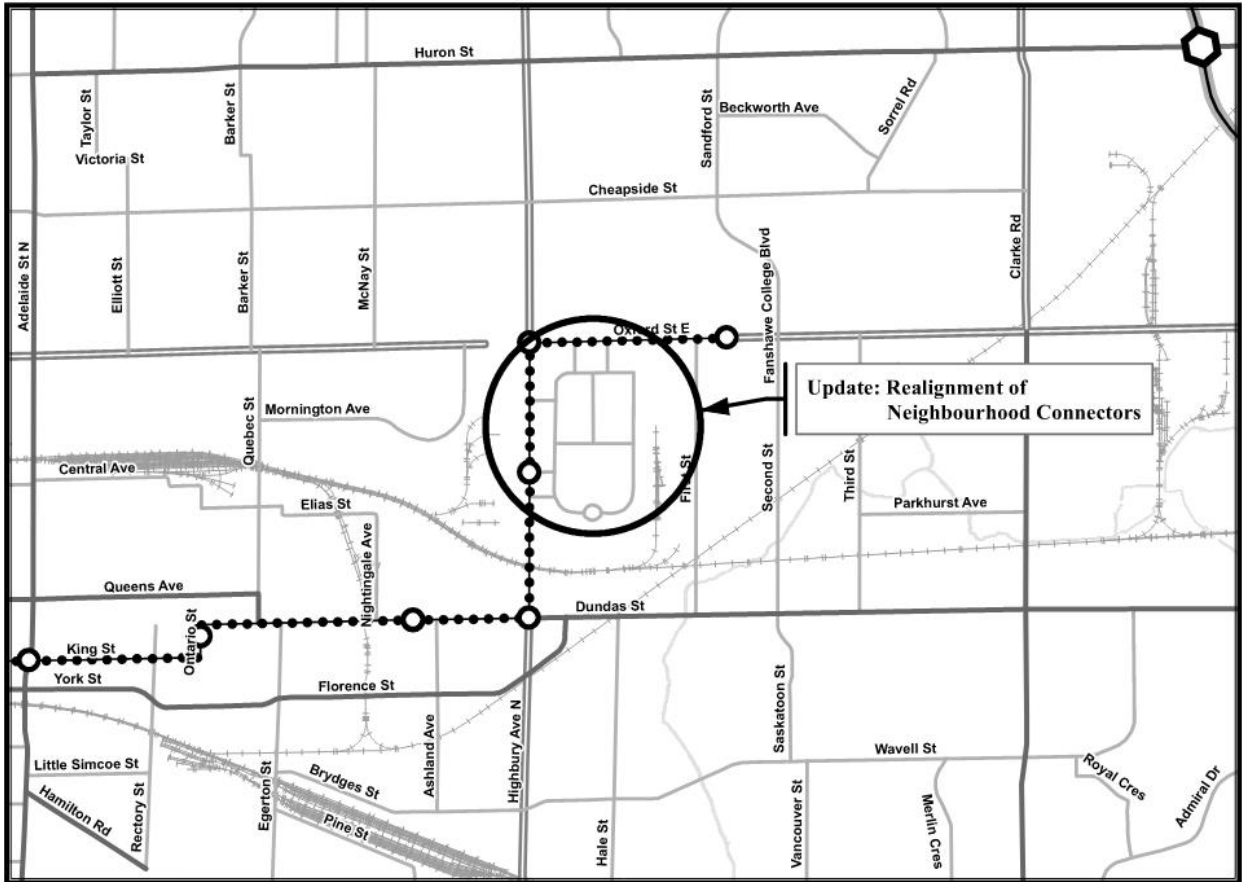 Huron St
Taylor St
Barker St
Sandford St
Beckworth Ave
Sorrel Rd
Victoria St
Cheapside St
Adelaide St N
Elliott St
Barker St
McNay St
Fanshawe College Blvd
Clarke Rd
Oxford St E
Update: Realignment of
Neighbourhood Connectors
Mornington Ave
Quebec St
Central Ave
Elias St
First St
Second St
Third St
Parkhurst Ave
Nightingale Ave
Queens Ave
Dundas St
Ontario St
King St
York St
Florence St
Saskatoon St
Ashland Ave
Highbury Ave N
Wavell St
Little Simcoe St
Hamilton Rd
Rectory St
Egerton St
Brydges St
Pine St
Hale St
Vancouver St
Merlin Cres
Royal Cres
Admiral Dr